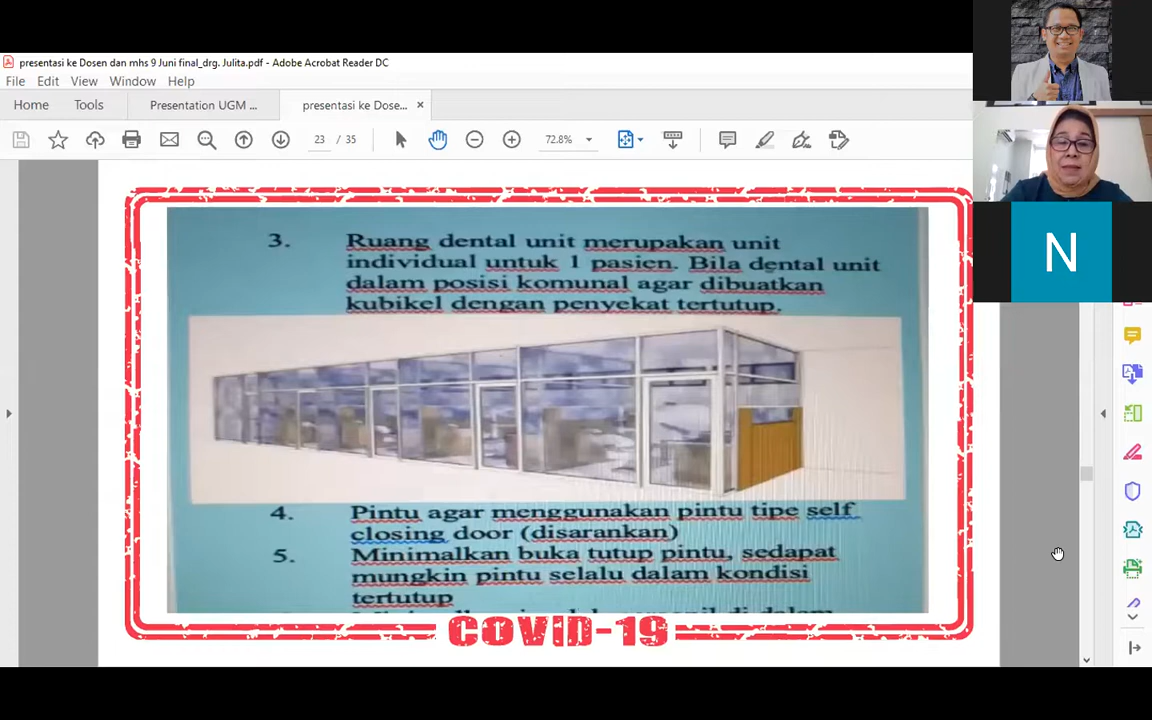 presentasi ke Dosen dan mhs 9 Juni final_drg. Julita.pdf - Adobe Acrobat Reader DC
File Edit View Window Help
Home Tools Presentation UGM ... presentasi ke Dose... ×
23 / 35 72.8%
3. Ruang dental unit merupakan unit
individual untuk 1 pasien. Bila dental unit
dalam posisi komunal agar dibuatkan
kubikel dengan penyekat tertutup.
4. Pintu agar menggunakan pintu tipe self
closing door (disarankan)
5. Minimalkan buka tutup pintu, sedapat
mungkin pintu selalu dalam kondisi
tertutup
COVID-19
N